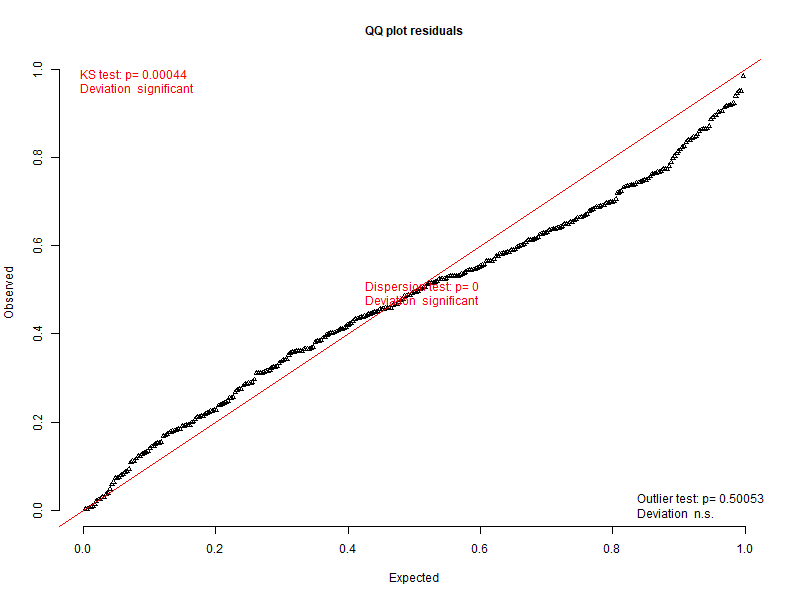 QQ plot residuals
KS test: p= 0.00044
Deviation significant
Dispersion test: p= 0
Deviation significant
Outlier test: p= 0.50053
Deviation n.s.
Observed
1.0
0.8
0.6
0.4
0.2
0.0
0.0 0.2 0.4 0.6 0.8 1.0
Expected